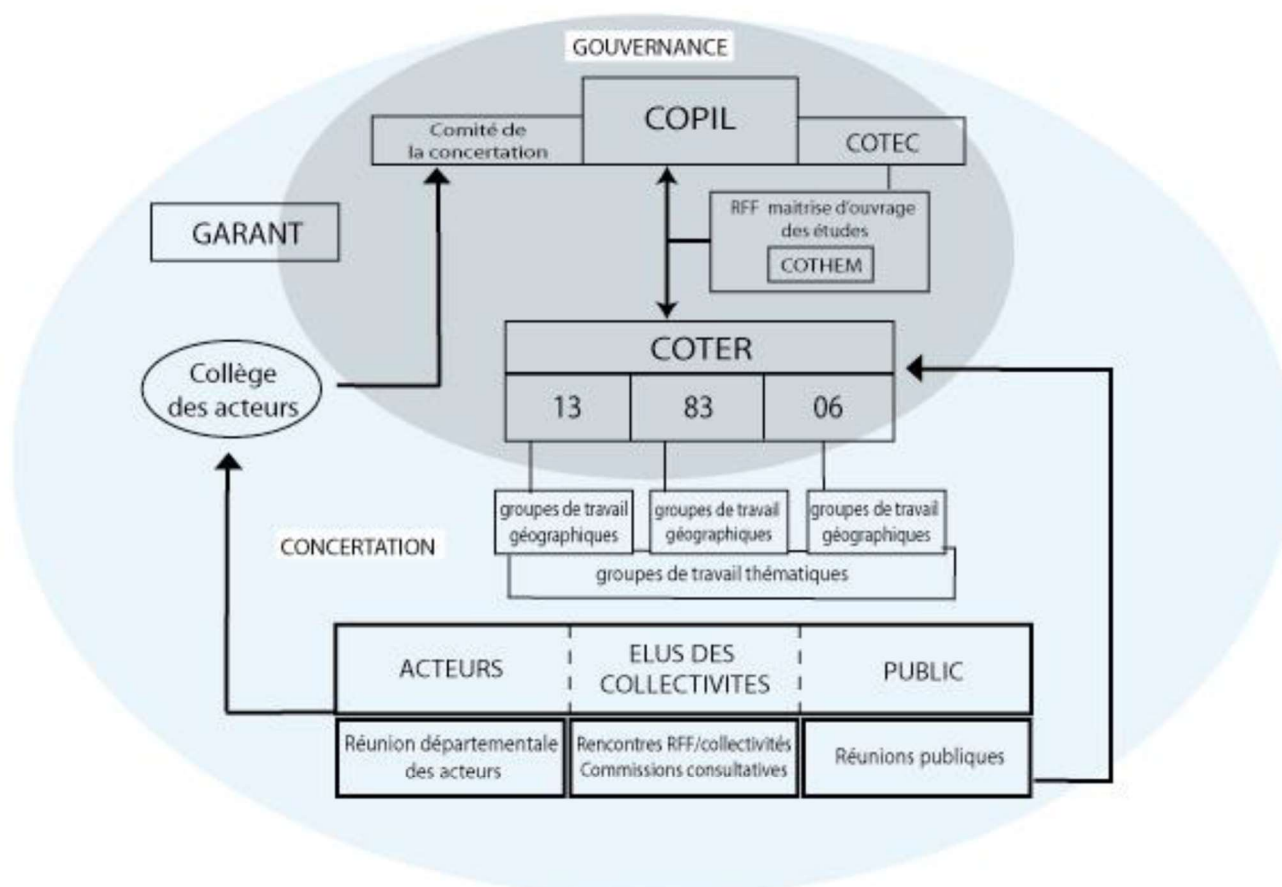 GOUVERNANCE
COPIL
Comité de
la concertation
COTEC
RFF maitrise d'ouvrage
des études
COTHEM
GARANT
COTER
13
83
06
Collège
des acteurs
groupes de travail
géographiques
groupes de travail
géographiques
groupes de travail
géographiques
CONCERTATION
groupes de travail thématiques
ACTEURS
ELUS DES
COLLECTIVITES
PUBLIC
Réunion départementale
des acteurs
Rencontres RFF/collectivités
Commissions consultatives
Réunions publiques